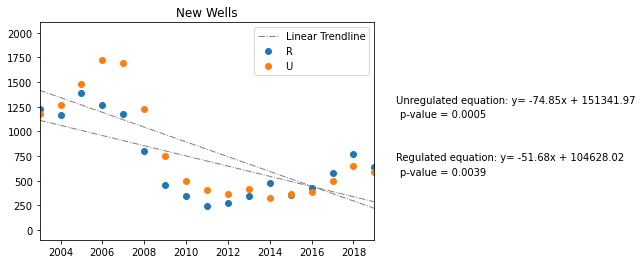 New Wells
2000
1750
1500
1250
1000
750
500
250
0
2004
2006
2008
2010
2012
2014
2016
2018
Linear Trendline
R
U
Unregulated equation: y= -74.85x + 151341.97
p-value = 0.0005
Regulated equation: y= -51.68x + 104628.02
p-value = 0.0039